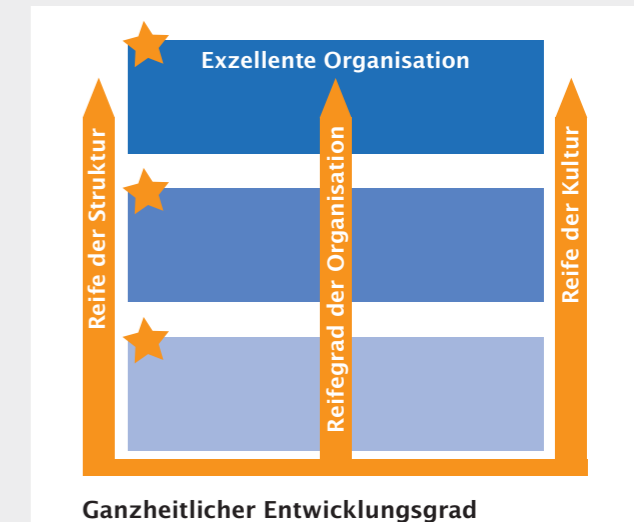 Exzellente Organisation
Reife der Struktur
Reifegrad der Organisation
Reife der Kultur
Ganzheitlicher Entwicklungsgrad